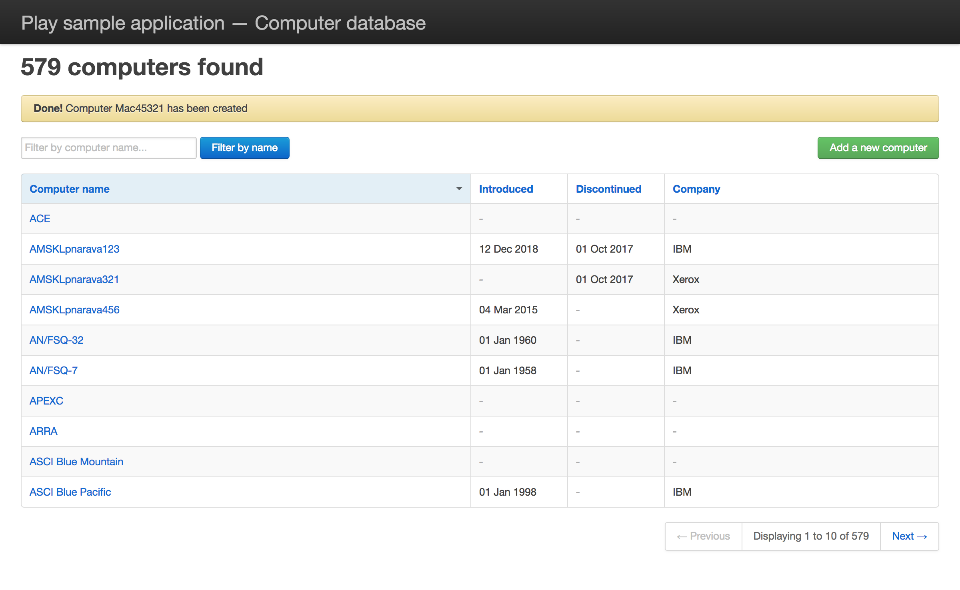 Play sample application — Computer database
579 computers found
Done! Computer Mac45321 has been created
Filter by computer name... Filter by name Add a new computer
Computer name Introduced Discontinued Company
ACE - - -
AMSKLpnarava123 12 Dec 2018 01 Oct 2017 IBM
AMSKLpnarava321 - 01 Oct 2017 Xerox
AMSKLpnarava456 04 Mar 2015 - Xerox
AN/FSQ-32 01 Jan 1960 - IBM
AN/FSQ-7 01 Jan 1958 - IBM
APEXC - - -
ARRA - - -
ASCI Blue Mountain - - -
ASCI Blue Pacific 01 Jan 1998 - IBM
← Previous Displaying 1 to 10 of 579 Next →